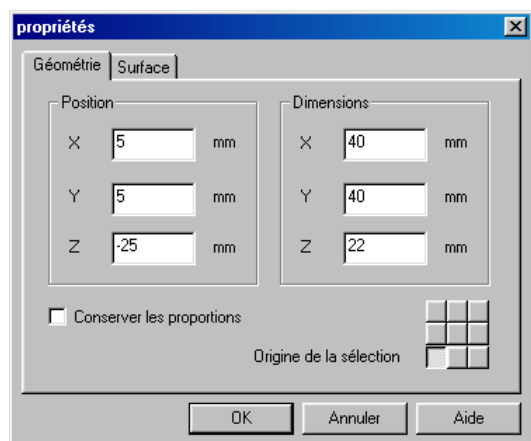 propriétés
Géométrie Surface
Position
X 5 mm
Y 5 mm
Z -25 mm
Dimensions
X 40 mm
Y 40 mm
Z 22 mm
Conserver les proportions
Origine de la sélection
OK Annuler Aide